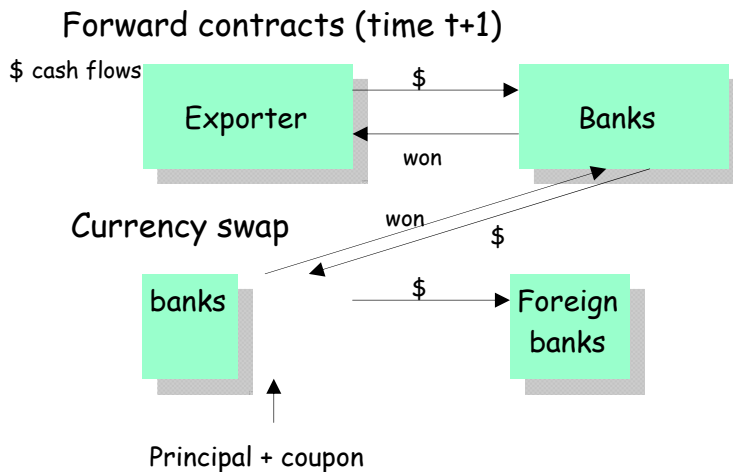 Forward contracts (time t+1)
$ cash flows
Exporter
$
Banks
won
Currency swap
won
$
banks
$
Foreign
banks
Principal + coupon